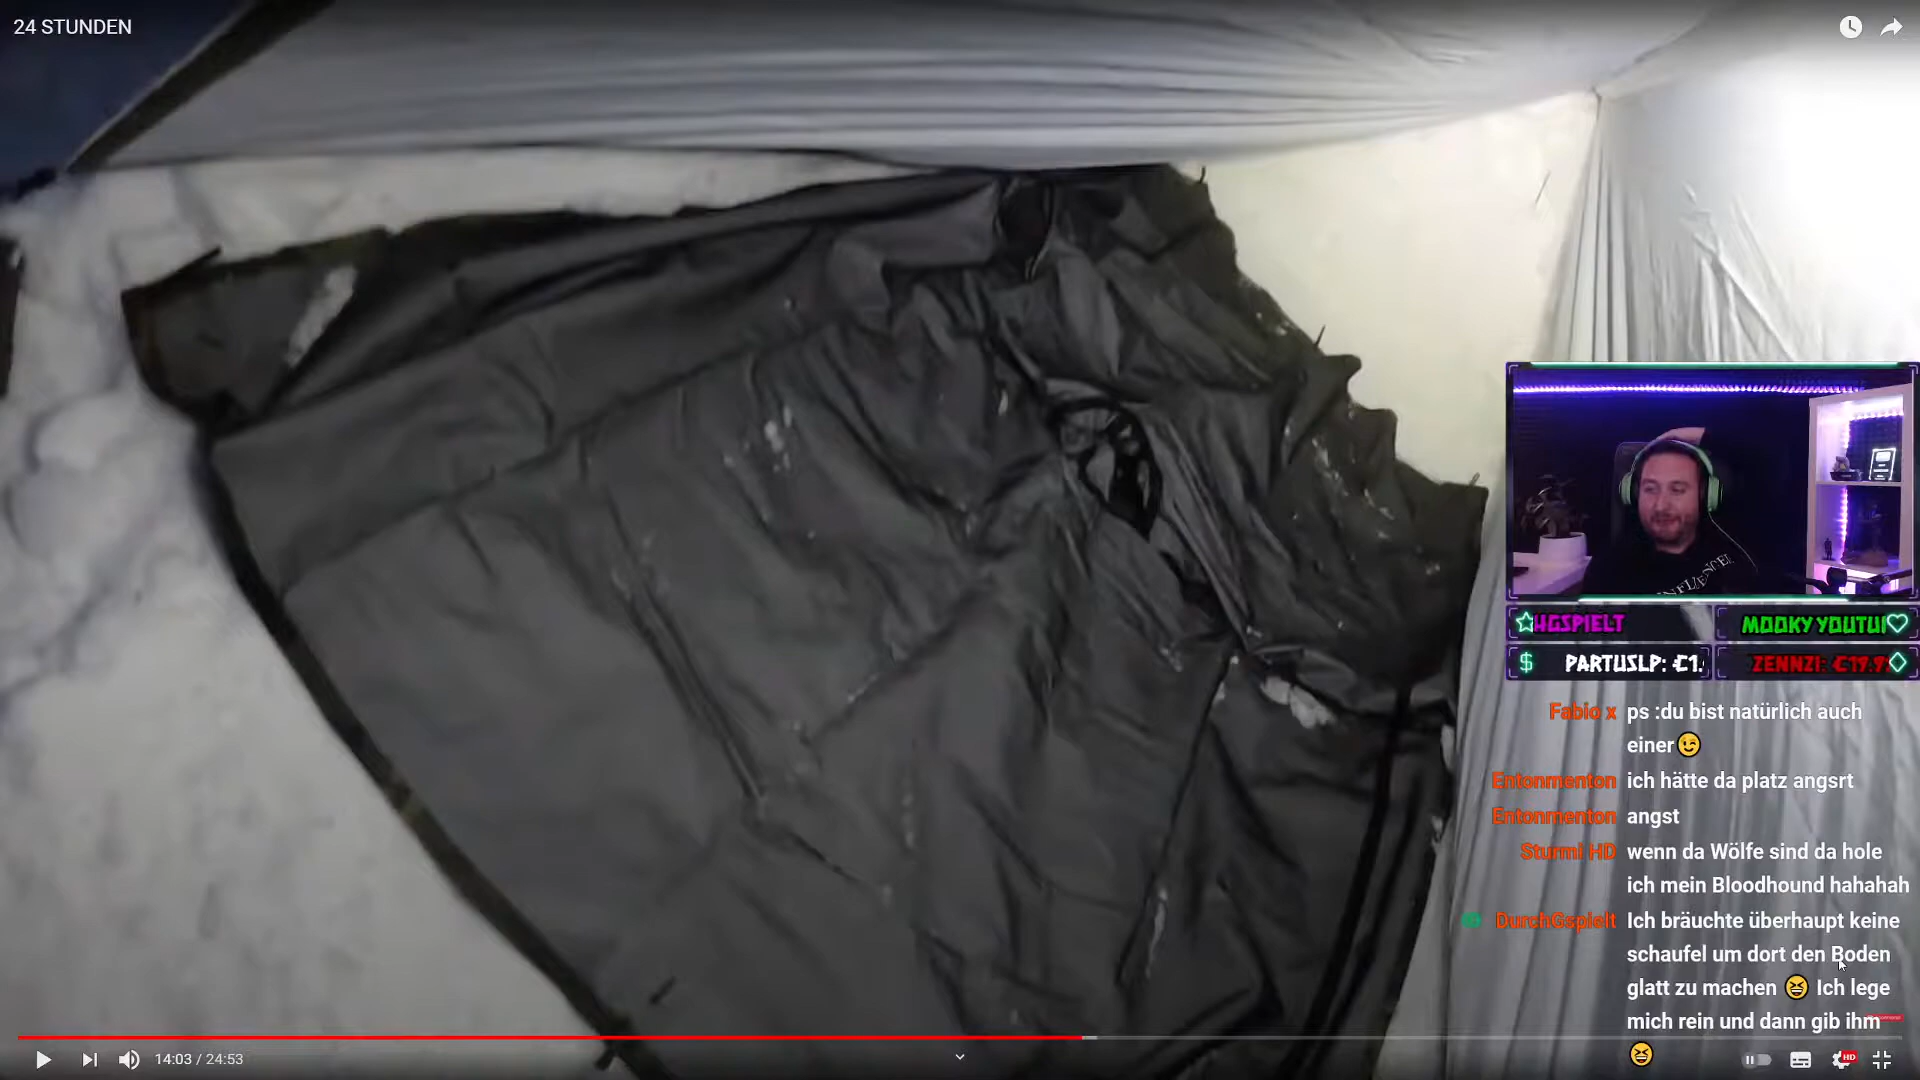 24 STUNDEN
HGSPIELT
MOOKY YOUTU
PARTUSLP: €1.
ZENNZI: €19.9
Fabio x ps :du bist natürlich auch
einer😉
Entonmenton ich hätte da platz angsrt
Entonmenton angst
Sturmi HD wenn da Wölfe sind da hole
ich mein Bloodhound hahahah
DurchGspielt Ich bräuchte überhaupt keine
schaufel um dort den Boden
glatt zu machen 😆 Ich lege
mich rein und dann gib ihm
😆
14:03 / 24:53
HD